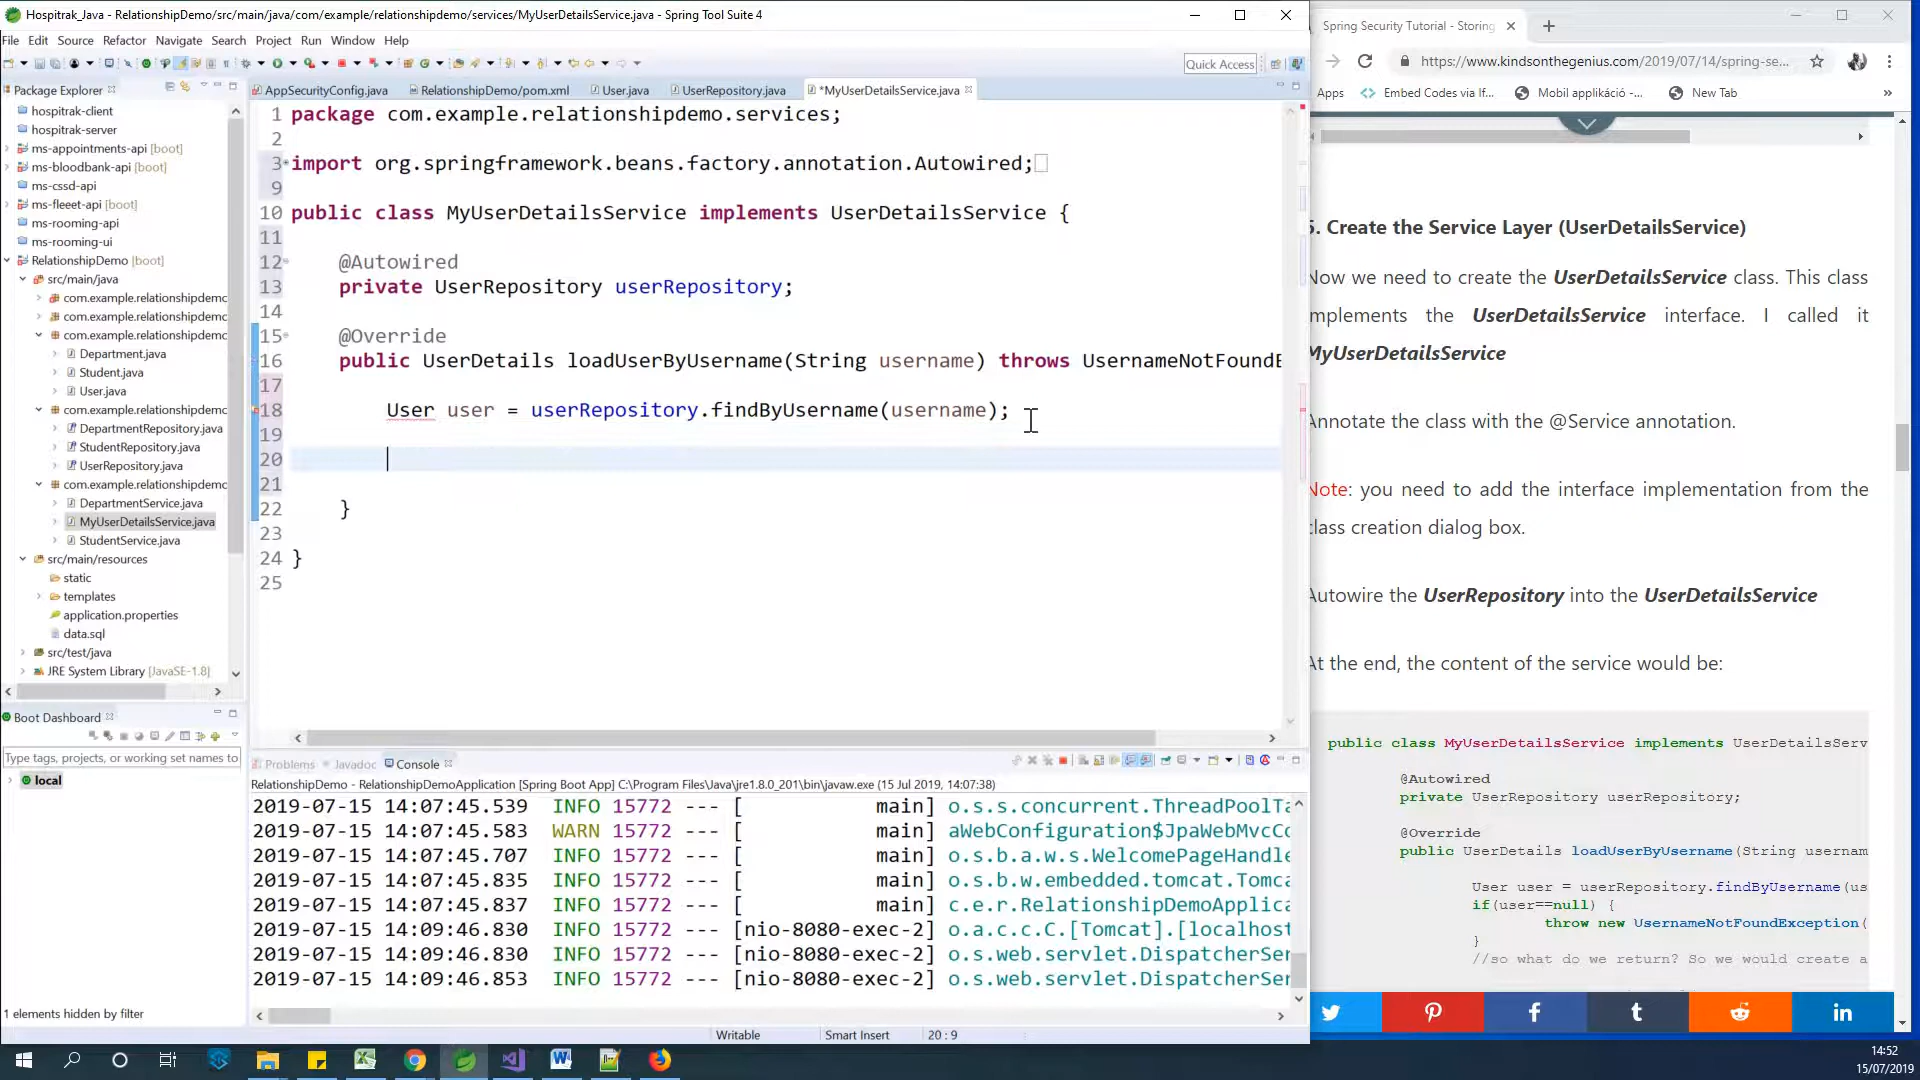 Hospitrak_Java - RelationshipDemo/src/main/java/com/example/relationshipdemo/services/MyUserDetailsService.java - Spring Tool Suite 4
File Edit Source Refactor Navigate Search Project Run Window Help
Quick Access
Package Explorer
hospitrak-client
hospitrak-server
ms-appointments-api [boot]
ms-bloodbank-api [boot]
ms-cssd-api
ms-fleeet-api [boot]
ms-rooming-api
ms-rooming-ui
RelationshipDemo [boot]
src/main/java
com.example.relationshipdemc
com.example.relationshipdemc
com.example.relationshipdemc
Department.java
Student.java
User.java
com.example.relationshipdemc
DepartmentRepository.java
StudentRepository.java
UserRepository.java
com.example.relationshipdemc
DepartmentService.java
MyUserDetailsService.java
StudentService.java
src/main/resources
static
templates
application.properties
data.sql
src/test/java
JRE System Library [JavaSE-1.8]
Boot Dashboard
Type tags, projects, or working set names to
local
1 elements hidden by filter
AppSecurityConfig.java RelationshipDemo/pom.xml User.java UserRepository.java *MyUserDetailsService.java
1 package com.example.relationshipdemo.services;
2
3 import org.springframework.beans.factory.annotation.Autowired;
9
10 public class MyUserDetailsService implements UserDetailsService {
11
12 @Autowired
13 private UserRepository userRepository;
14
15 @Override
16 public UserDetails loadUserByUsername(String username) throws UsernameNotFoundE
17
18 User user = userRepository.findByUsername(username);
19
20
21
22 }
23
24 }
25
Problems Javadoc Console
RelationshipDemo - RelationshipDemoApplication [Spring Boot App] C:\Program Files\Java\jre1.8.0_201\bin\javaw.exe (15 Jul 2019, 14:07:38)
2019-07-15 14:07:45.539 INFO 15772 --- [ main] o.s.s.concurrent.ThreadPoolTa
2019-07-15 14:07:45.583 WARN 15772 --- [ main] aWebConfiguration$JpaWebMvcCo
2019-07-15 14:07:45.707 INFO 15772 --- [ main] o.s.b.a.w.s.WelcomePageHandle
2019-07-15 14:07:45.835 INFO 15772 --- [ main] o.s.b.w.embedded.tomcat.Tomca
2019-07-15 14:07:45.837 INFO 15772 --- [ main] c.e.r.RelationshipDemoApplica
2019-07-15 14:09:46.830 INFO 15772 --- [nio-8080-exec-2] o.a.c.c.C.[Tomcat].[localhost
2019-07-15 14:09:46.830 INFO 15772 --- [nio-8080-exec-2] o.s.web.servlet.DispatcherSer
2019-07-15 14:09:46.853 INFO 15772 --- [nio-8080-exec-2] o.s.web.servlet.DispatcherSer
Writable Smart Insert 20 : 9
Spring Security Tutorial - Storing
https://www.kindsonthegenius.com/2019/07/14/spring-se...
Apps Embed Codes via If... Mobil applikáció -... New Tab »
5. Create the Service Layer (UserDetailsService)
Now we need to create the UserDetailsService class. This class
implements the UserDetailsService interface. I called it
MyUserDetailsService
Annotate the class with the @Service annotation.
Note: you need to add the interface implementation from the
class creation dialog box.
Autowire the UserRepository into the UserDetailsService
At the end, the content of the service would be:
public class MyUserDetailsService implements UserDetailsServ
@Autowired
private UserRepository userRepository;
@Override
public UserDetails loadUserByUsername(String usernam
User user = userRepository.findByUsername(us
if(user==null) {
throw new UsernameNotFoundException(
}
//so what do we return? So we would create a
14:52
15/07/2019